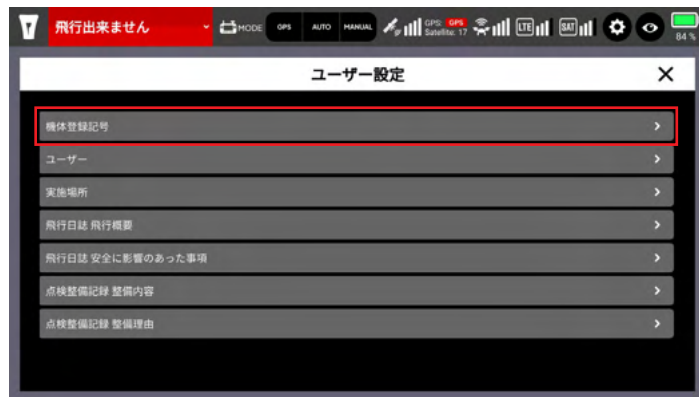 飛行出来ません
MODE GPS AUTO MANUAL GPS: GPS Satellite: 17 LTE SAT 84 %
ユーザー設定
機体登録記号
ユーザー
実施場所
飛行日誌 飛行概要
飛行日誌 安全に影響のあった事項
点検整備記録 整備内容
点検整備記録 整備理由